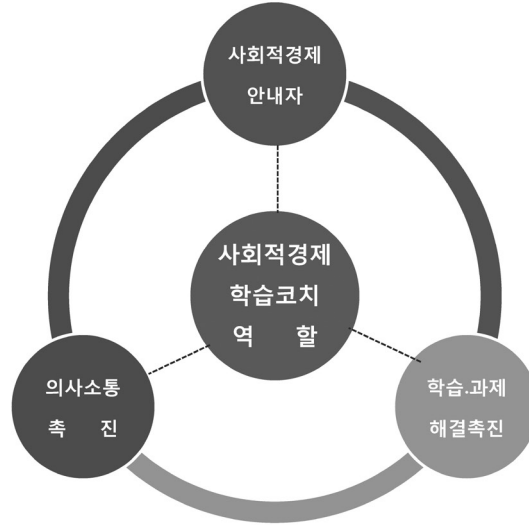 사회적경제
안내자
사회적경제
학습코치
역 할
의사소통
촉 진
학습.과제
해결촉진